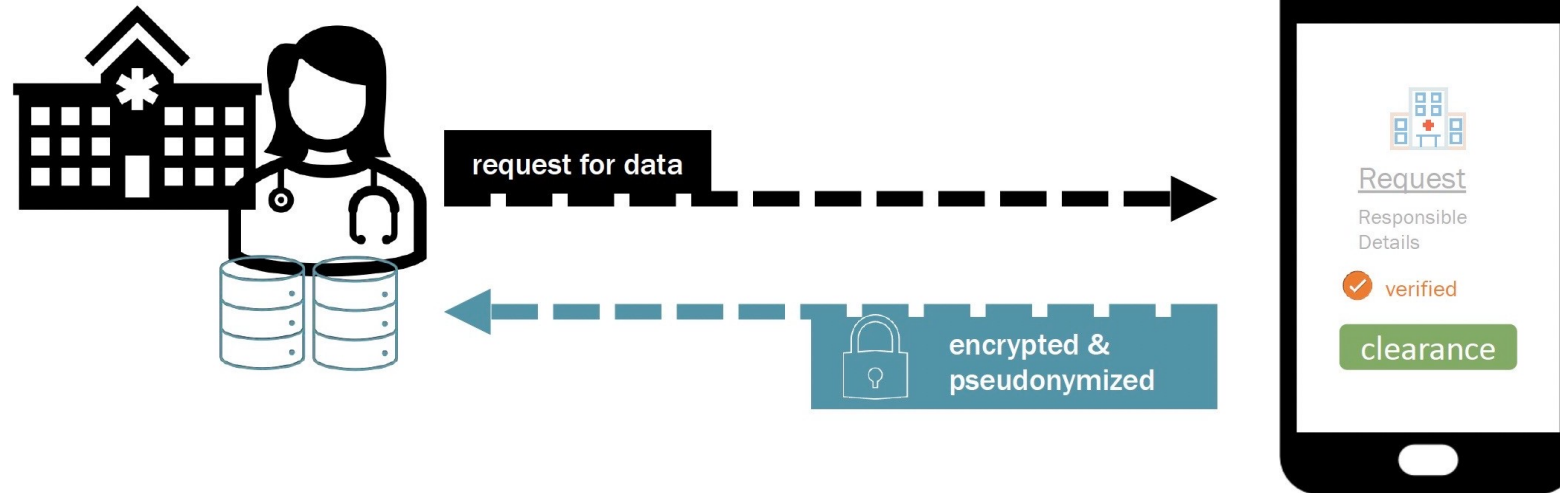 request for data
encrypted &
pseudonymized
Request
Responsible
Details
verified
clearance